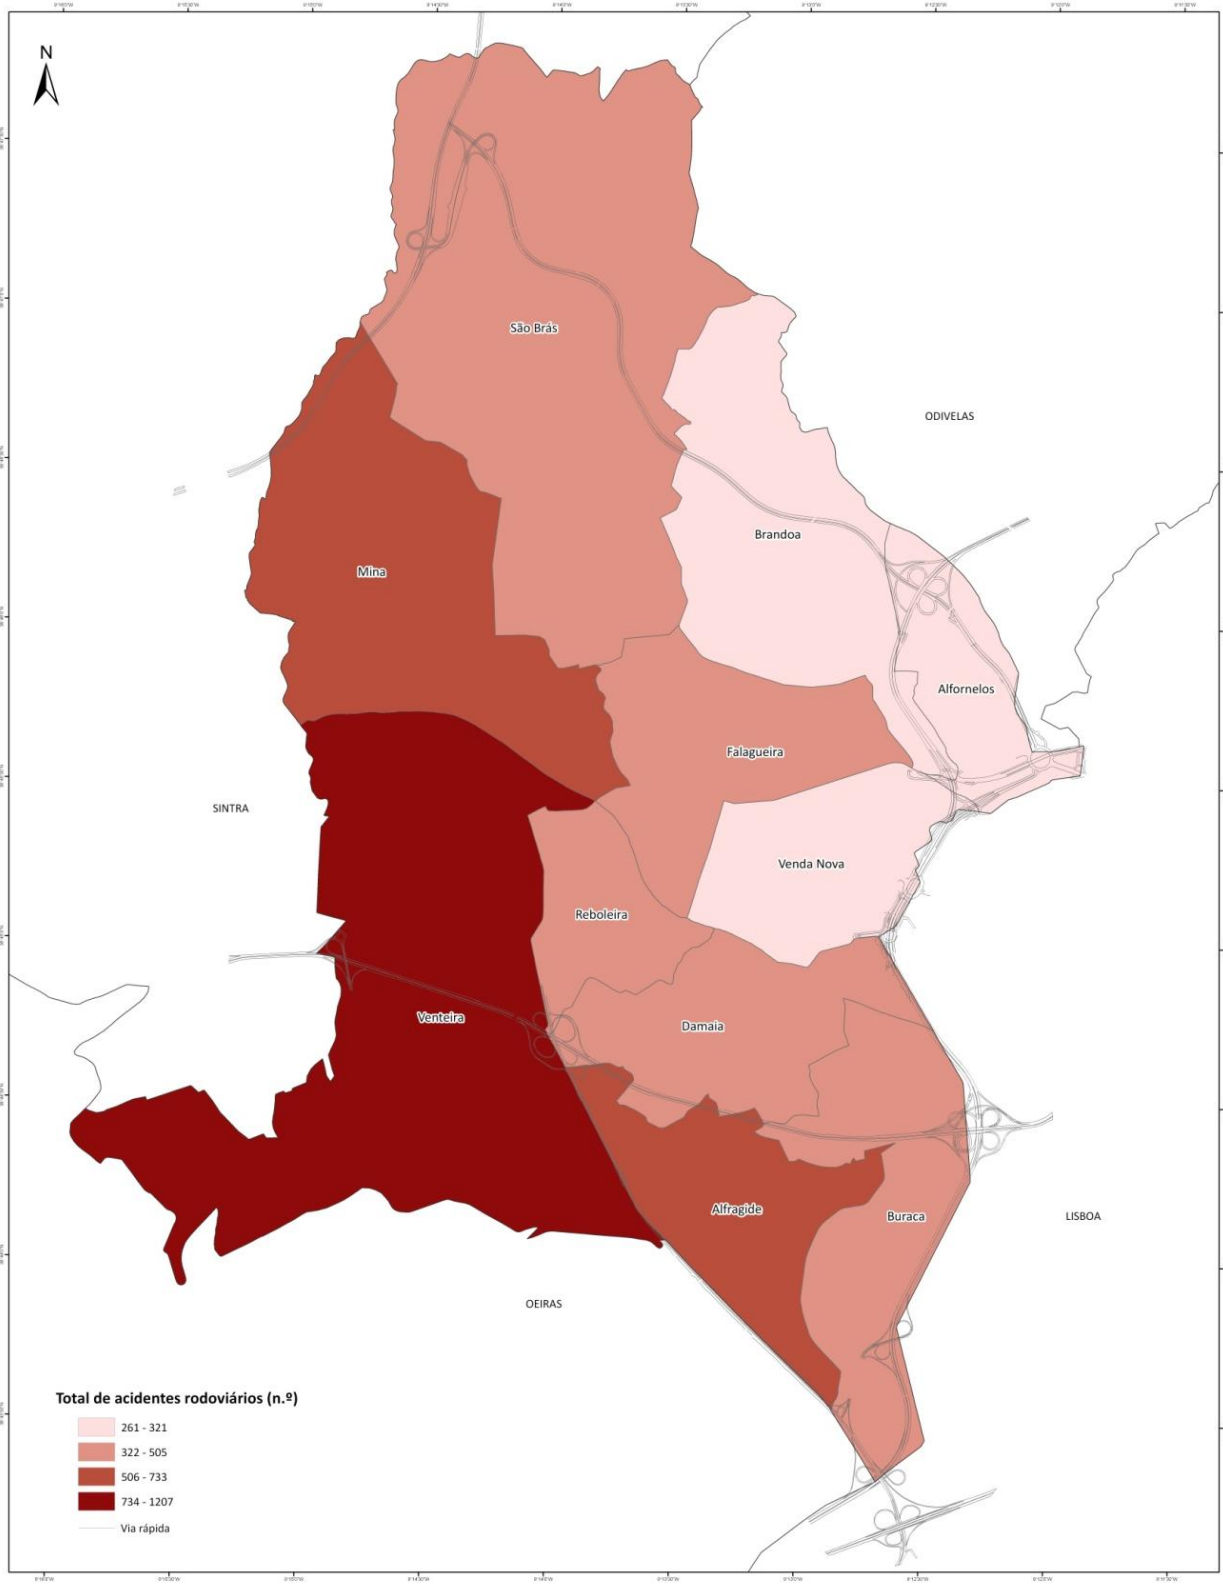 N
São Brás
ODIVELAS
Brandoa
Mina
Alfornelos
Falagueira
SINTRA
Venda Nova
Reboleira
Venteira
Damaia
Alfragide
Buraca
LISBOA
OEIRAS
Total de acidentes rodoviários (n.º)
261 - 321
322 - 505
506 - 733
734 - 1207
Via rápida